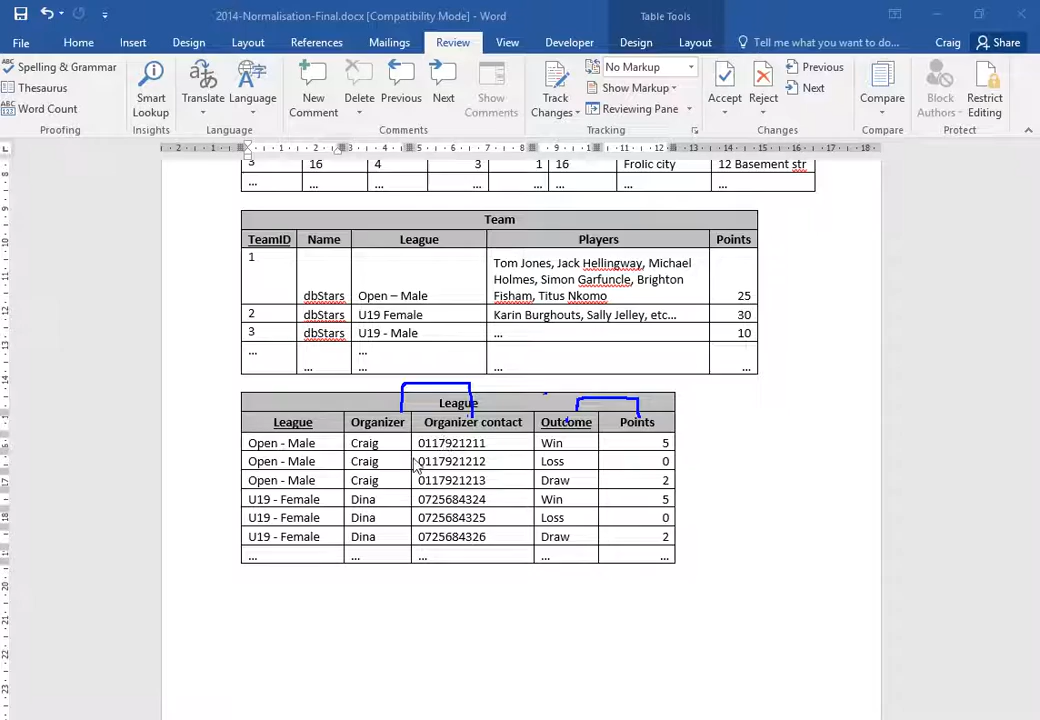 2014-Normalisation-Final.docx [Compatibility Mode] - Word
Table Tools
File Home Insert Design Layout References Mailings Review View Developer Design Layout Tell me what you want to do... Craig Share
Spelling & Grammar
Thesaurus
Word Count
Proofing
Smart Lookup
Insights
Translate Language
Language
New Comment Delete Previous Next Show Comments
Comments
Track Changes
No Markup
Show Markup
Reviewing Pane
Tracking
Accept Reject
Previous
Next
Changes
Compare
Compare
Block Authors Restrict Editing
Protect
3 16 4 3 1 16 Frolic city 12 Basement str
... ... ... ... ... ... ... ...
Team
TeamID Name League Players Points
1 dbStars Open – Male Tom Jones, Jack Hellingway, Michael
Holmes, Simon Garfuncle, Brighton
Fisham, Titus Nkomo 25
2 dbStars U19 Female Karin Burghouts, Sally Jelley, etc... 30
3 dbStars U19 - Male ... 10
... ...
... ... ...
League
League Organizer Organizer contact Outcome Points
Open - Male Craig 0117921211 Win 5
Open - Male Craig 0117921212 Loss 0
Open - Male Craig 0117921213 Draw 2
U19 - Female Dina 0725684324 Win 5
U19 - Female Dina 0725684325 Loss 0
U19 - Female Dina 0725684326 Draw 2
... ... ... ... ...